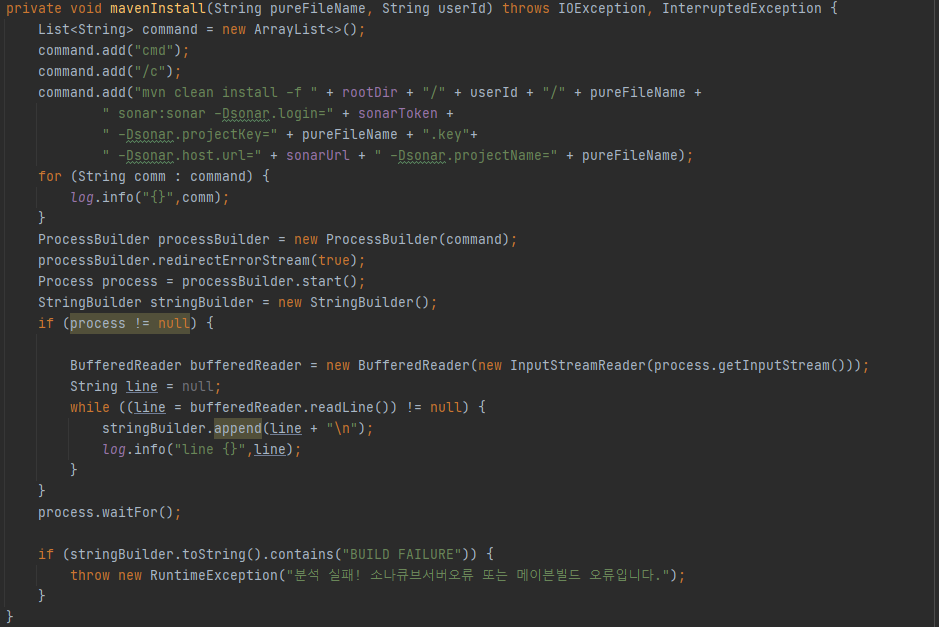 private void mavenInstall(String pureFileName, String userId) throws IOException, InterruptedException {
    List<String> command = new ArrayList<>();
    command.add("cmd");
    command.add("/c");
    command.add("mvn clean install -f " + rootDir + "/" + userId + "/" + pureFileName +
            " sonar:sonar -Dsonar.login=" + sonarToken +
            " -Dsonar.projectKey=" + pureFileName + ".key"+
            " -Dsonar.host.url=" + sonarUrl + " -Dsonar.projectName=" + pureFileName);
    for (String comm : command) {
        log.info("{}",comm);
    }
    ProcessBuilder processBuilder = new ProcessBuilder(command);
    processBuilder.redirectErrorStream(true);
    Process process = processBuilder.start();
    StringBuilder stringBuilder = new StringBuilder();
    if (process != null) {
        BufferedReader bufferedReader = new BufferedReader(new InputStreamReader(process.getInputStream()));
        String line = null;
        while ((line = bufferedReader.readLine()) != null) {
            stringBuilder.append(line + "\n");
            log.info("line {}",line);
        }
    }
    process.waitFor();
    if (stringBuilder.toString().contains("BUILD FAILURE")) {
        throw new RuntimeException("분석 실패! 소나큐브서버오류 또는 메이븐빌드 오류입니다.");
    }
}